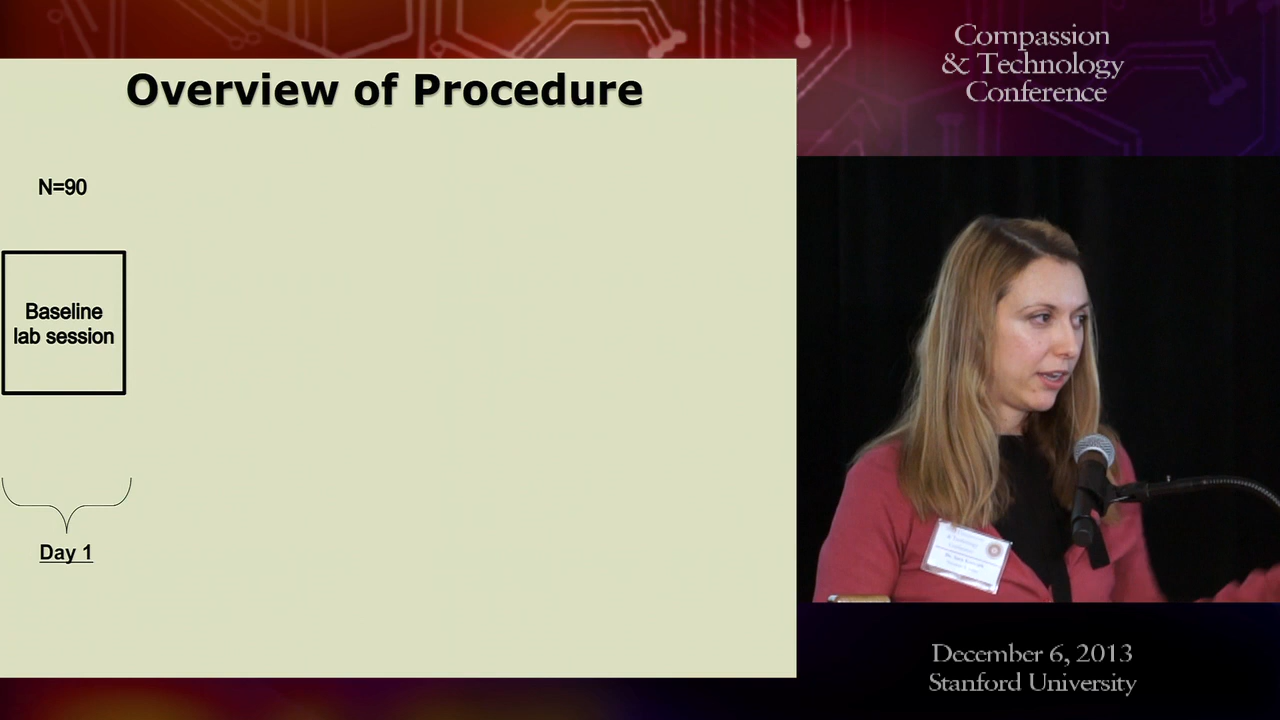 Overview of Procedure
N=90
Baseline
lab session
Day 1
Compassion
& Technology
Conference
December 6, 2013
Stanford University